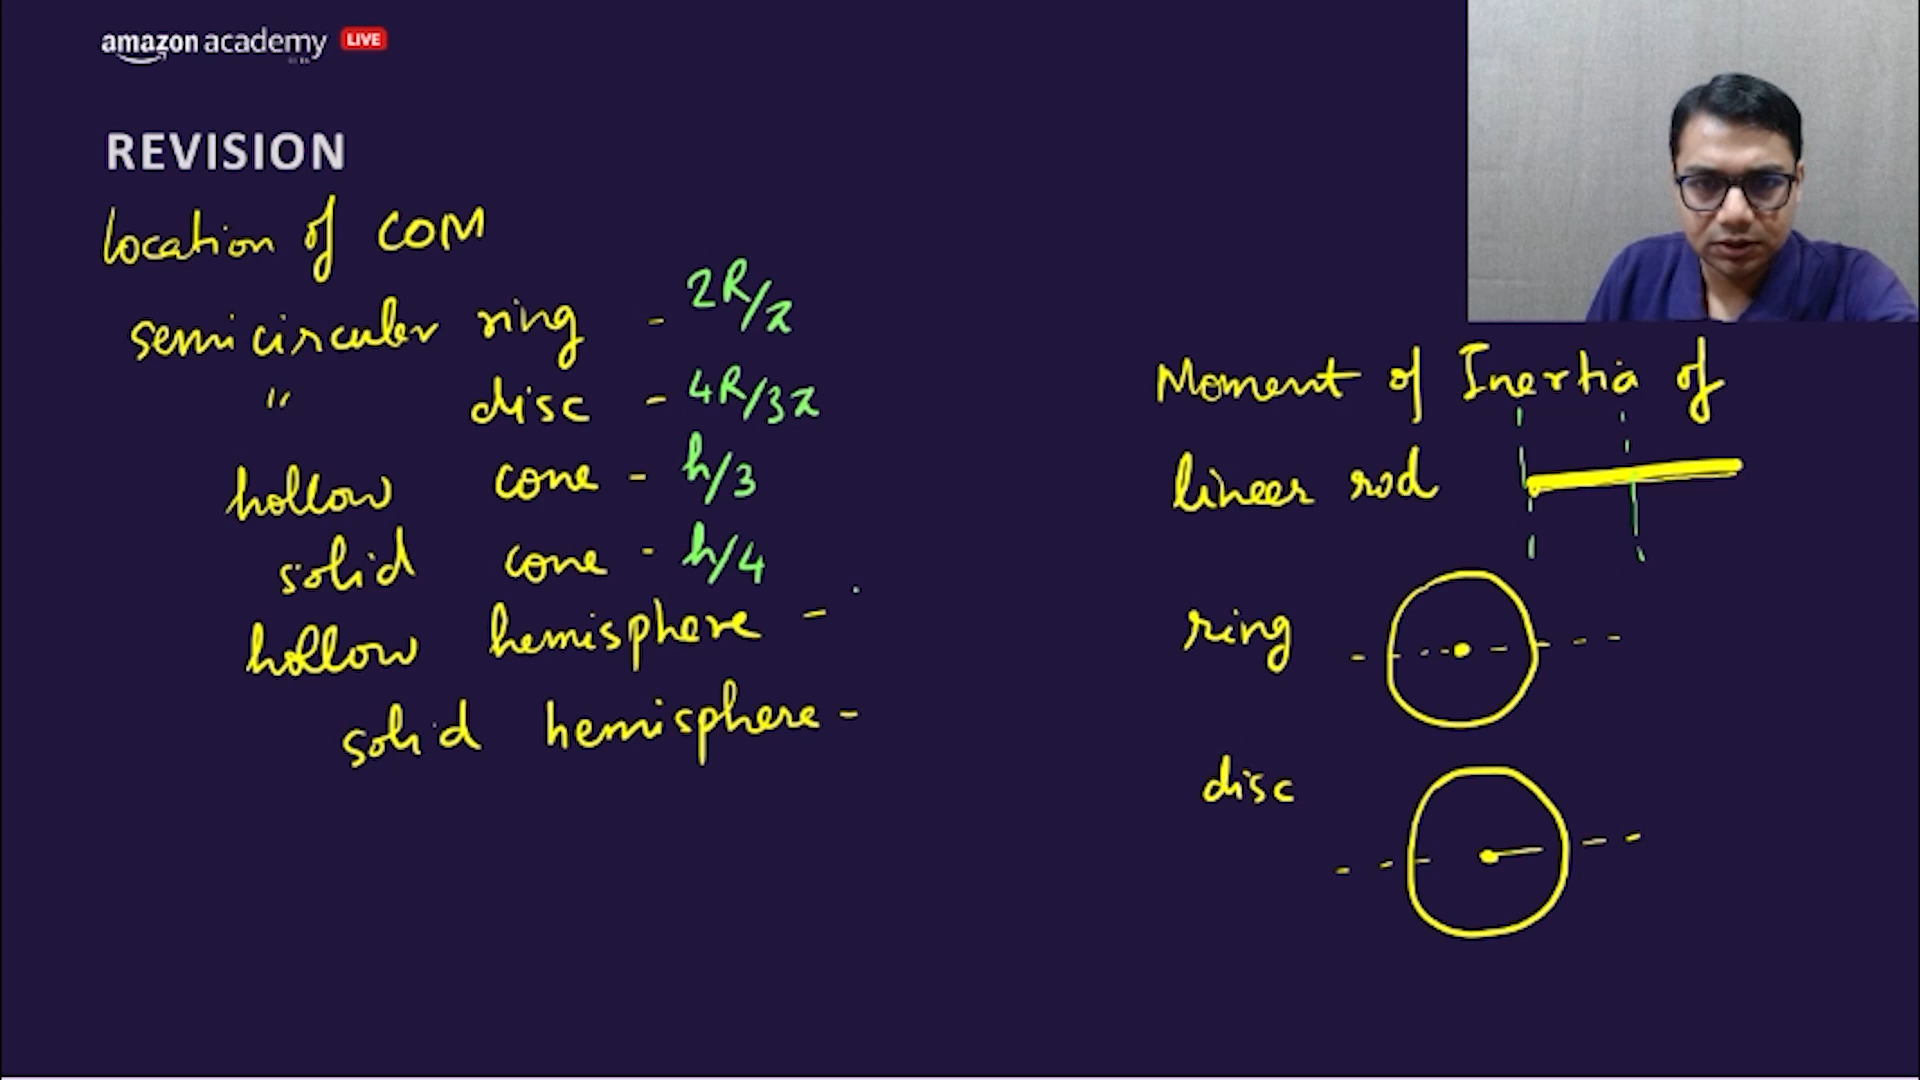 amazon academy LIVE
REVISION
location of COM
semicircular ring - 2R/π
" disc - 4R/3π
hollow cone - h/3
solid cone - h/4
hollow hemisphere -
solid hemisphere -
Moment of Inertia of
linear rod
ring
disc